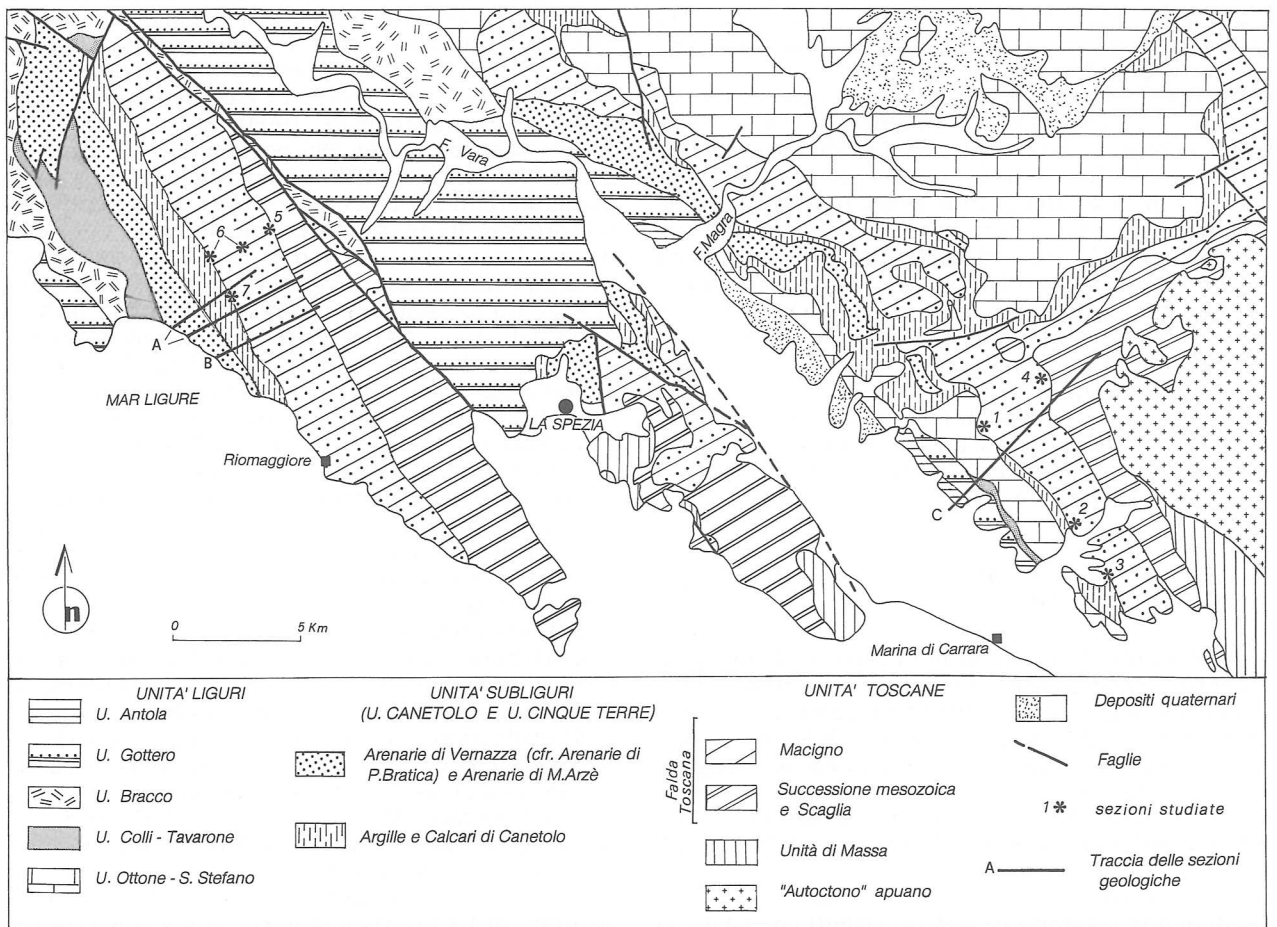 F. Vara
F. Magra
5
6
7
A
B
MAR LIGURE
LA SPEZIA
Riomaggiore
4
1
C
2
3
n
0
5 Km
Marina di Carrara
UNITA' LIGURI
U. Antola
U. Gottero
U. Bracco
U. Colli - Tavarone
U. Ottone - S. Stefano
UNITA' SUBLIGURI
(U. CANETOLO E U. CINQUE TERRE)
Arenarie di Vernazza (cfr. Arenarie di
P.Bratica) e Arenarie di M.Arzè
Argille e Calcari di Canetolo
UNITA' TOSCANE
Falda
Toscana
Macigno
Successione mesozoica
e Scaglia
Unità di Massa
"Autoctono" apuano
Depositi quaternari
Faglie
1* sezioni studiate
A Traccia delle sezioni
geologiche